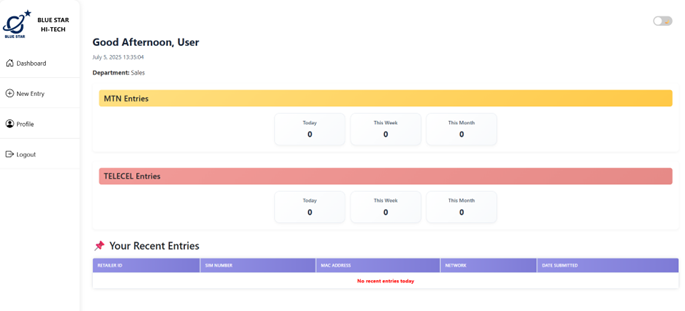 BLUE STAR
HI-TECH
BLUE STAR
Dashboard
New Entry
Profile
Logout
Good Afternoon, User
July 5, 2025 13:35:04
Department: Sales
MTN Entries
Today
This Week
This Month
0
0
0
TELECEL Entries
Today
This Week
This Month
0
0
0
Your Recent Entries
RETAILER ID
SIM NUMBER
MAC ADDRESS
NETWORK
DATE SUBMITTED
No recent entries today